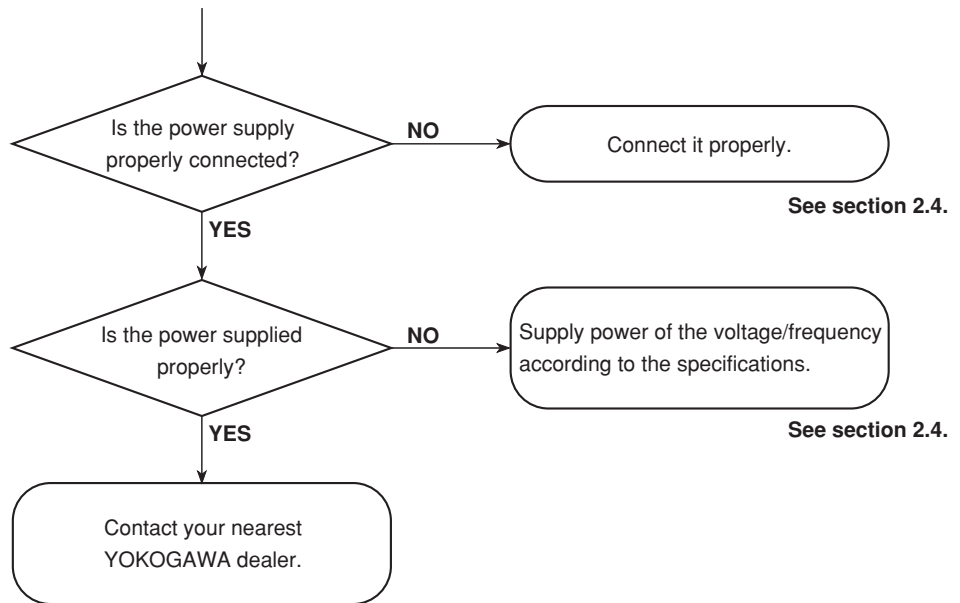 Is the power supply
properly connected?
NO
Connect it properly.
See section 2.4.
YES
Is the power supplied
properly?
NO
Supply power of the voltage/frequency
according to the specifications.
See section 2.4.
YES
Contact your nearest
YOKOGAWA dealer.